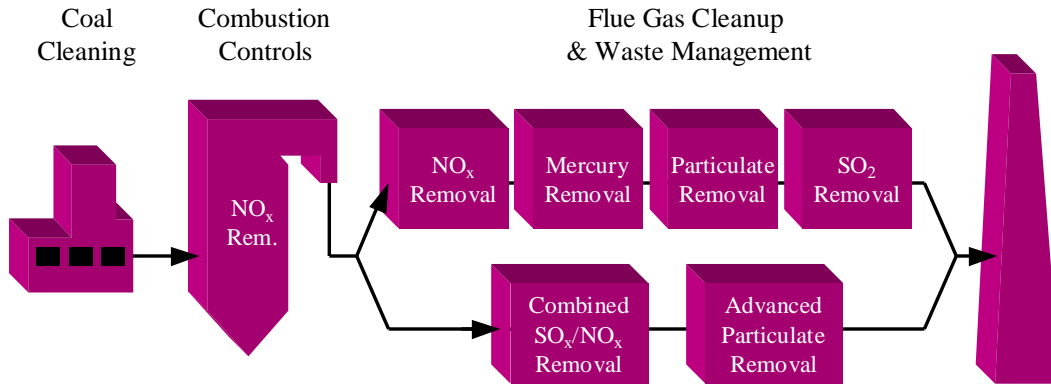 Coal
Cleaning
Combustion
Controls
Flue Gas Cleanup
& Waste Management
NOₓ
Rem.
NOₓ
Removal
Mercury
Removal
Particulate
Removal
SO₂
Removal
Combined
SOₓ/NOₓ
Removal
Advanced
Particulate
Removal